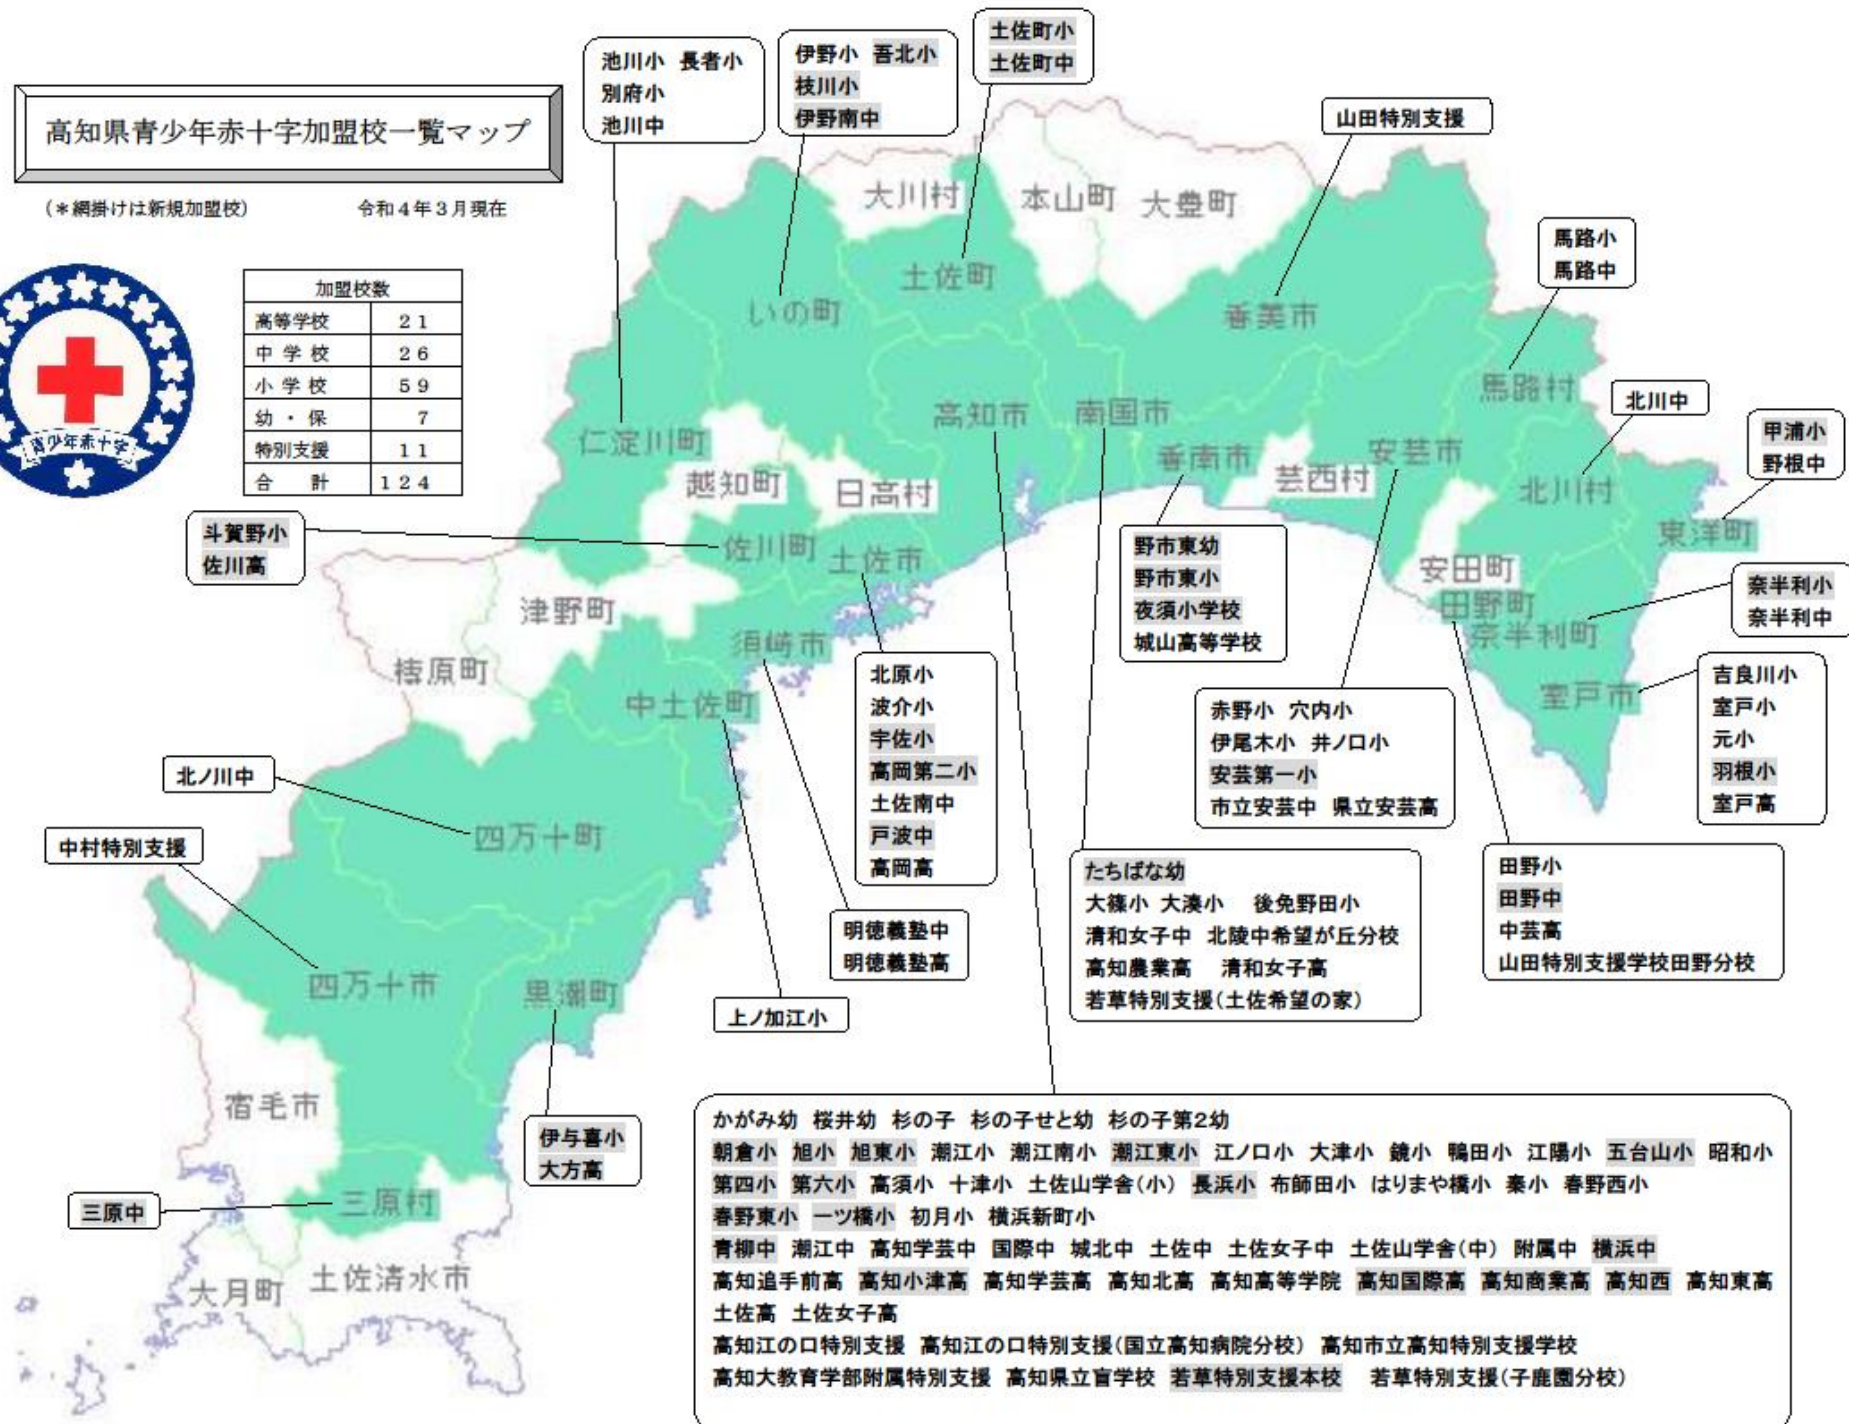 高知県青少年赤十字加盟校一覧マップ
(＊網掛けは新規加盟校) 令和４年３月現在
青少年赤十字
加盟校数
高等学校 ２１
中学校 ２６
小学校 ５９
幼・保 ７
特別支援 １１
合計 １２４
池川小 長者小
別府小
池川中
伊野小 吾北小
枝川小
伊野南中
土佐町小
土佐町中
山田特別支援
馬路小
馬路中
北川中
甲浦小
野根中
奈半利小
奈半利中
吉良川小
室戸小
元小
羽根小
室戸高
斗賀野小
佐川高
北ノ川中
中村特別支援
三原中
伊与喜小
大方高
上ノ加江小
明徳義塾中
明徳義塾高
北原小
波介小
宇佐小
高岡第二小
土佐南中
戸波中
高岡高
野市東幼
野市東小
夜須小学校
城山高等学校
赤野小 穴内小
伊尾木小 井ノ口小
安芸第一小
市立安芸中 県立安芸高
田野小
田野中
中芸高
山田特別支援学校田野分校
たちばな幼
大篠小 大湊小 後免野田小
清和女子中 北陵中希望が丘分校
高知農業高 清和女子高
若草特別支援(土佐希望の家)
かがみ幼 桜井幼 杉の子 杉の子せと幼 杉の子第2幼
朝倉小 旭小 旭東小 潮江小 潮江南小 潮江東小 江ノ口小 大津小 鏡小 鴨田小 江陽小 五台山小 昭和小
第四小 第六小 高須小 十津小 土佐山学舎(小) 長浜小 布師田小 はりまや橋小 秦小 春野西小
春野東小 一ツ橋小 初月小 横浜新町小
青柳中 潮江中 高知学芸中 国際中 城北中 土佐中 土佐女子中 土佐山学舎(中) 附属中 横浜中
高知追手前高 高知小津高 高知学芸高 高知北高 高知高等学院 高知国際高 高知商業高 高知西 高知東高
土佐高 土佐女子高
高知江の口特別支援 高知江の口特別支援(国立高知病院分校) 高知市立高知特別支援学校
高知大教育学部附属特別支援 高知県立盲学校 若草特別支援本校 若草特別支援(子鹿園分校)
大川村
本山町
大豊町
土佐町
いの町
香美市
馬路村
高知市
南国市
仁淀川町
香南市
安芸市
越知町
日高村
芸西村
北川村
東洋町
佐川町
土佐市
安田町
田野町
奈半利町
津野町
須崎市
梼原町
中土佐町
室戸市
四万十町
四万十市
黒潮町
宿毛市
三原村
大月町
土佐清水市